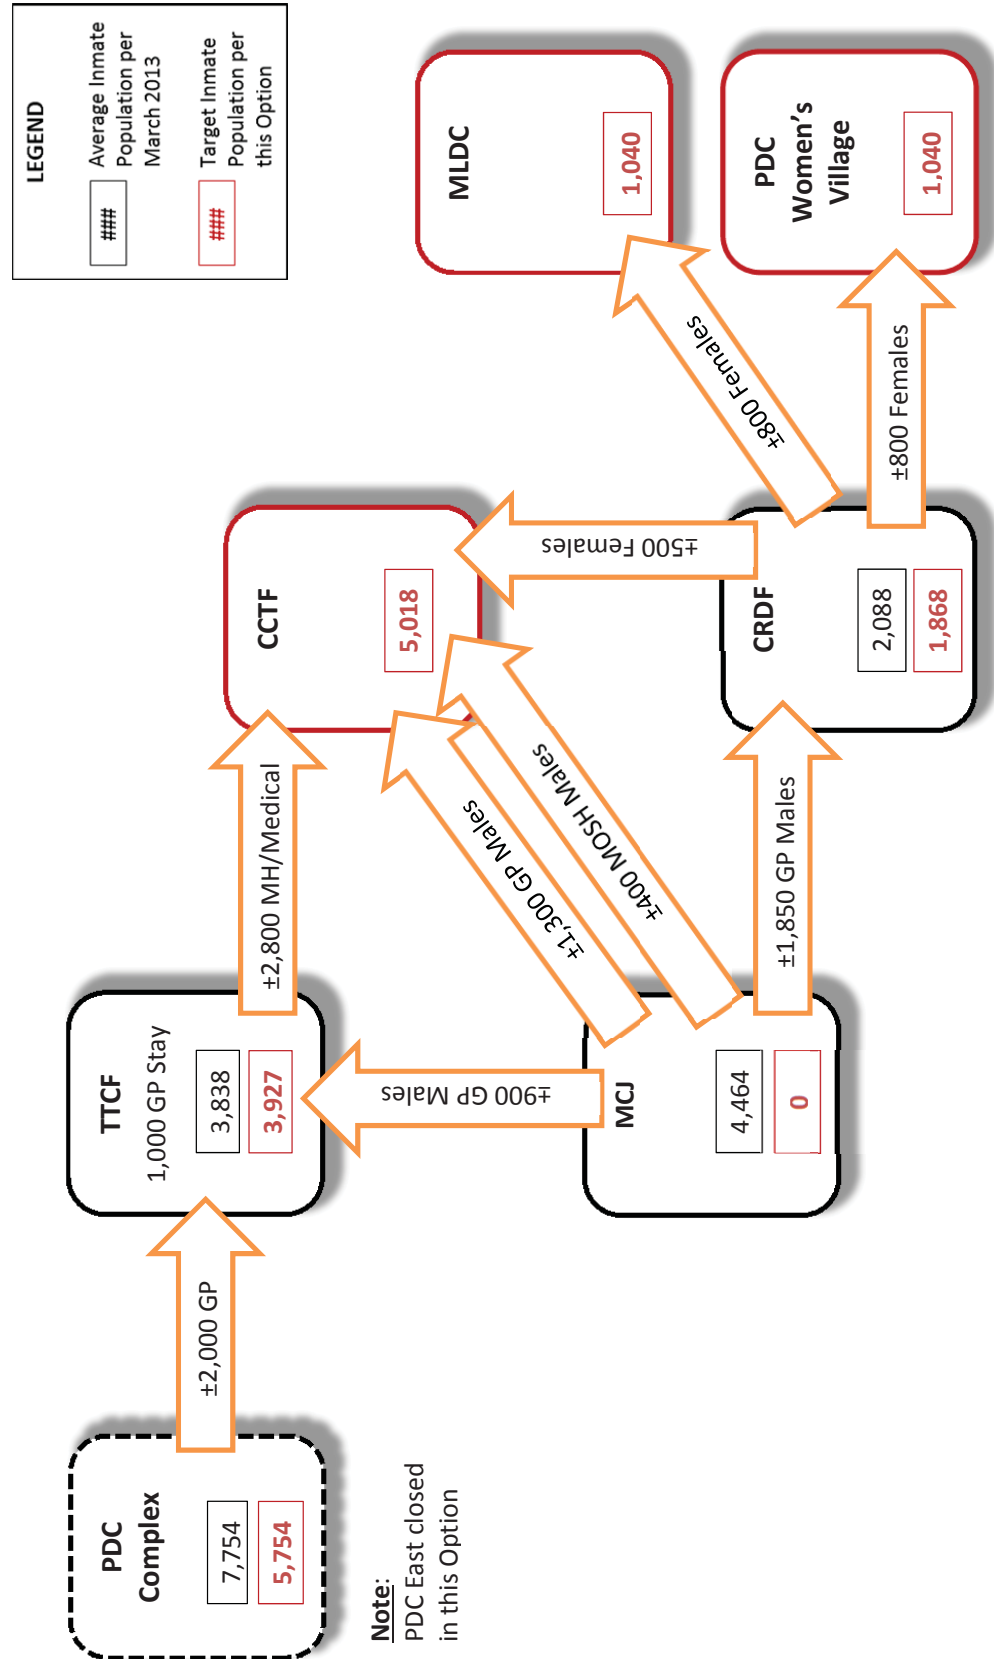 LEGEND
###
Average Inmate
Population per
March 2013
###
Target Inmate
Population per
this Option
PDC
Complex
7,754
5,754
±2,000 GP
TTCF
1,000 GP Stay
3,838
3,927
±2,800 MH/Medical
CCTF
5,018
±900 GP Males
±1,300 GP Males
±400 MOSH Males
±500 Females
MCJ
4,464
0
±1,850 GP Males
CRDF
2,088
1,868
±800 Females
±800 Females
MLDC
1,040
PDC
Women's
Village
1,040
Note:
PDC East closed
in this Option